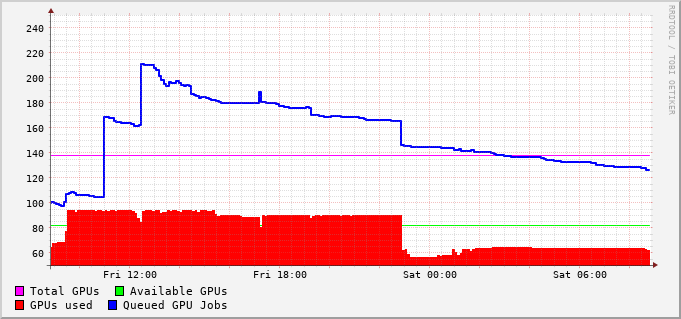 240
220
200
180
160
140
120
100
80
60
Fri 12:00 Fri 18:00 Sat 00:00 Sat 06:00
Total GPUs Available GPUs
GPUs used Queued GPU Jobs
RRDTOOL / TOBI OETIKER